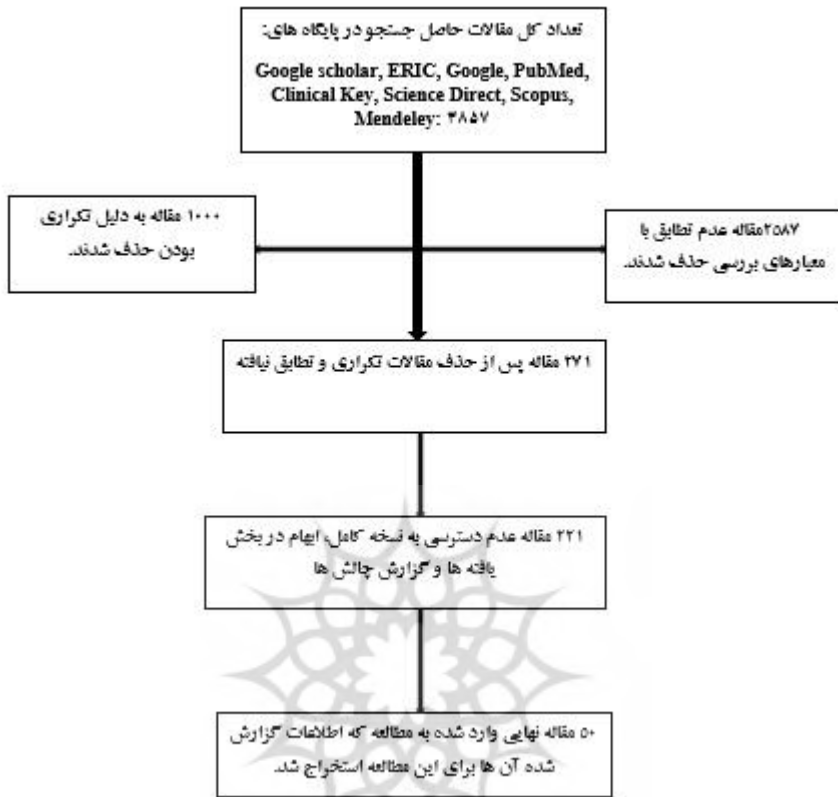 تعداد کل مقالات حاصل جستجو در پایگاه های:
Google scholar, ERIC, Google, PubMed,
Clinical Key, Science Direct, Scopus,
Mendeley: ۳۸۵۷
۲۵۸۷مقاله عدم تطابق با
معیارهای بررسی حذف شدند.
۱۰۰۰ مقاله به دلیل تکراری
بودن حذف شدند.
۲۷۱ مقاله پس از حذف مقالات تکراری و تطابق نیافته
۲۲۱ مقاله عدم دسترسی به نسخه کامل، ابهام در بخش
یافته ها و گزارش چالش ها
۵۰ مقاله نهایی وارد شده به مطالعه که اطلاعات گزارش
شده آن ها برای این مطالعه استخراج شد.